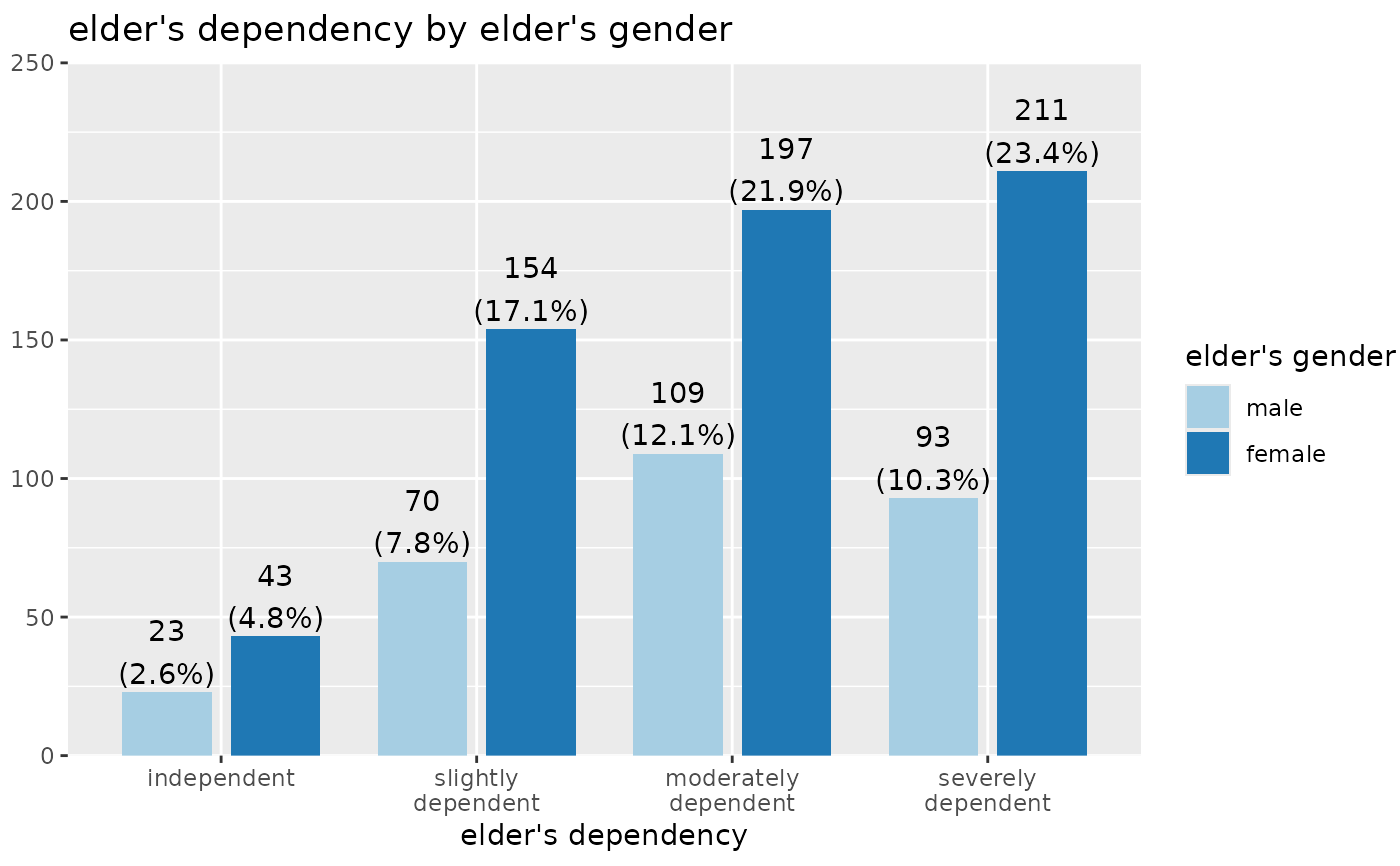 elder's dependency by elder's gender
250
200
150
100
50
0
23
(2.6%)
43
(4.8%)
70
(7.8%)
154
(17.1%)
109
(12.1%)
197
(21.9%)
93
(10.3%)
211
(23.4%)
independent
slightly
dependent
moderately
dependent
severely
dependent
elder's dependency
elder's gender
male
female